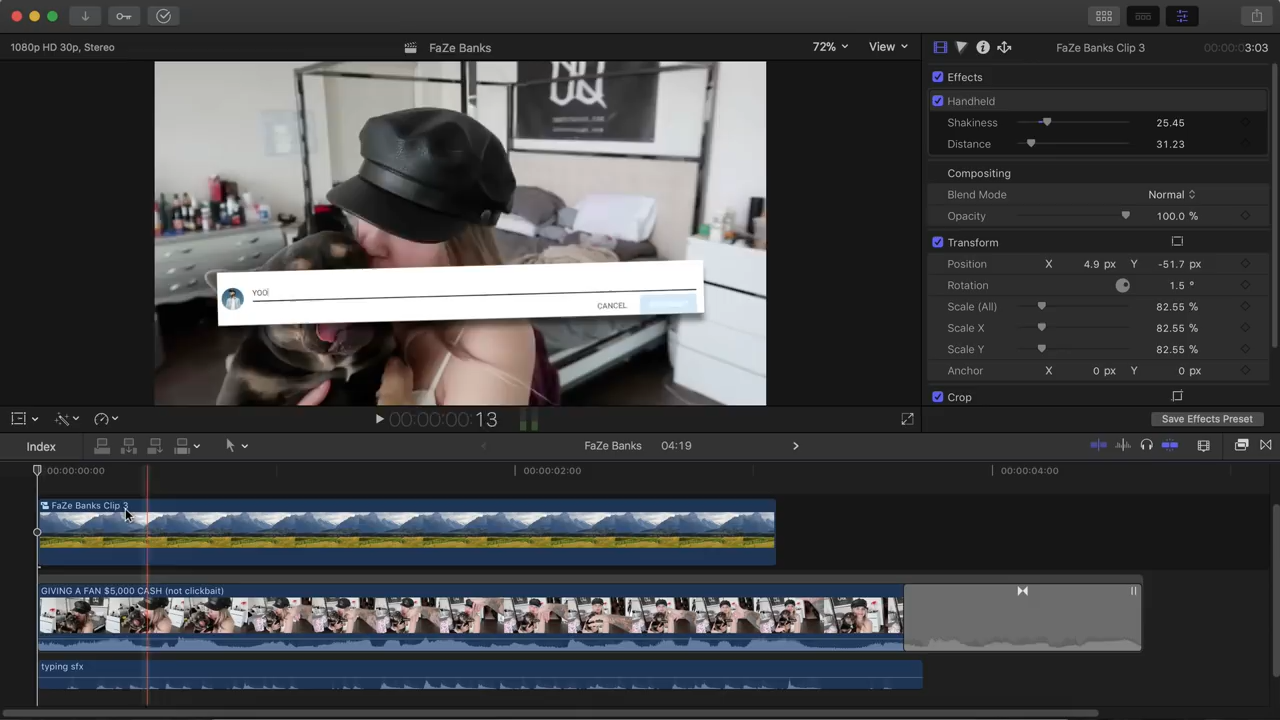 1080p HD 30p, Stereo
FaZe Banks
72%
View
FaZe Banks Clip 3
00:00:00:03:03
Effects
Handheld
Shakiness
25.45
Distance
31.23
Compositing
Blend Mode
Normal
Opacity
100.0 %
Transform
Position
X
4.9 px
Y
-51.7 px
Rotation
1.5 °
Scale (All)
82.55 %
Scale X
82.55 %
Scale Y
82.55 %
Anchor
X
0 px
Y
0 px
Crop
Save Effects Preset
YOO
CANCEL
00:00:00:13
Index
FaZe Banks
04:19
00:00:00:00
00:00:02:00
00:00:04:00
FaZe Banks Clip 3
GIVING A FAN $5,000 CASH (not clickbait)
typing sfx